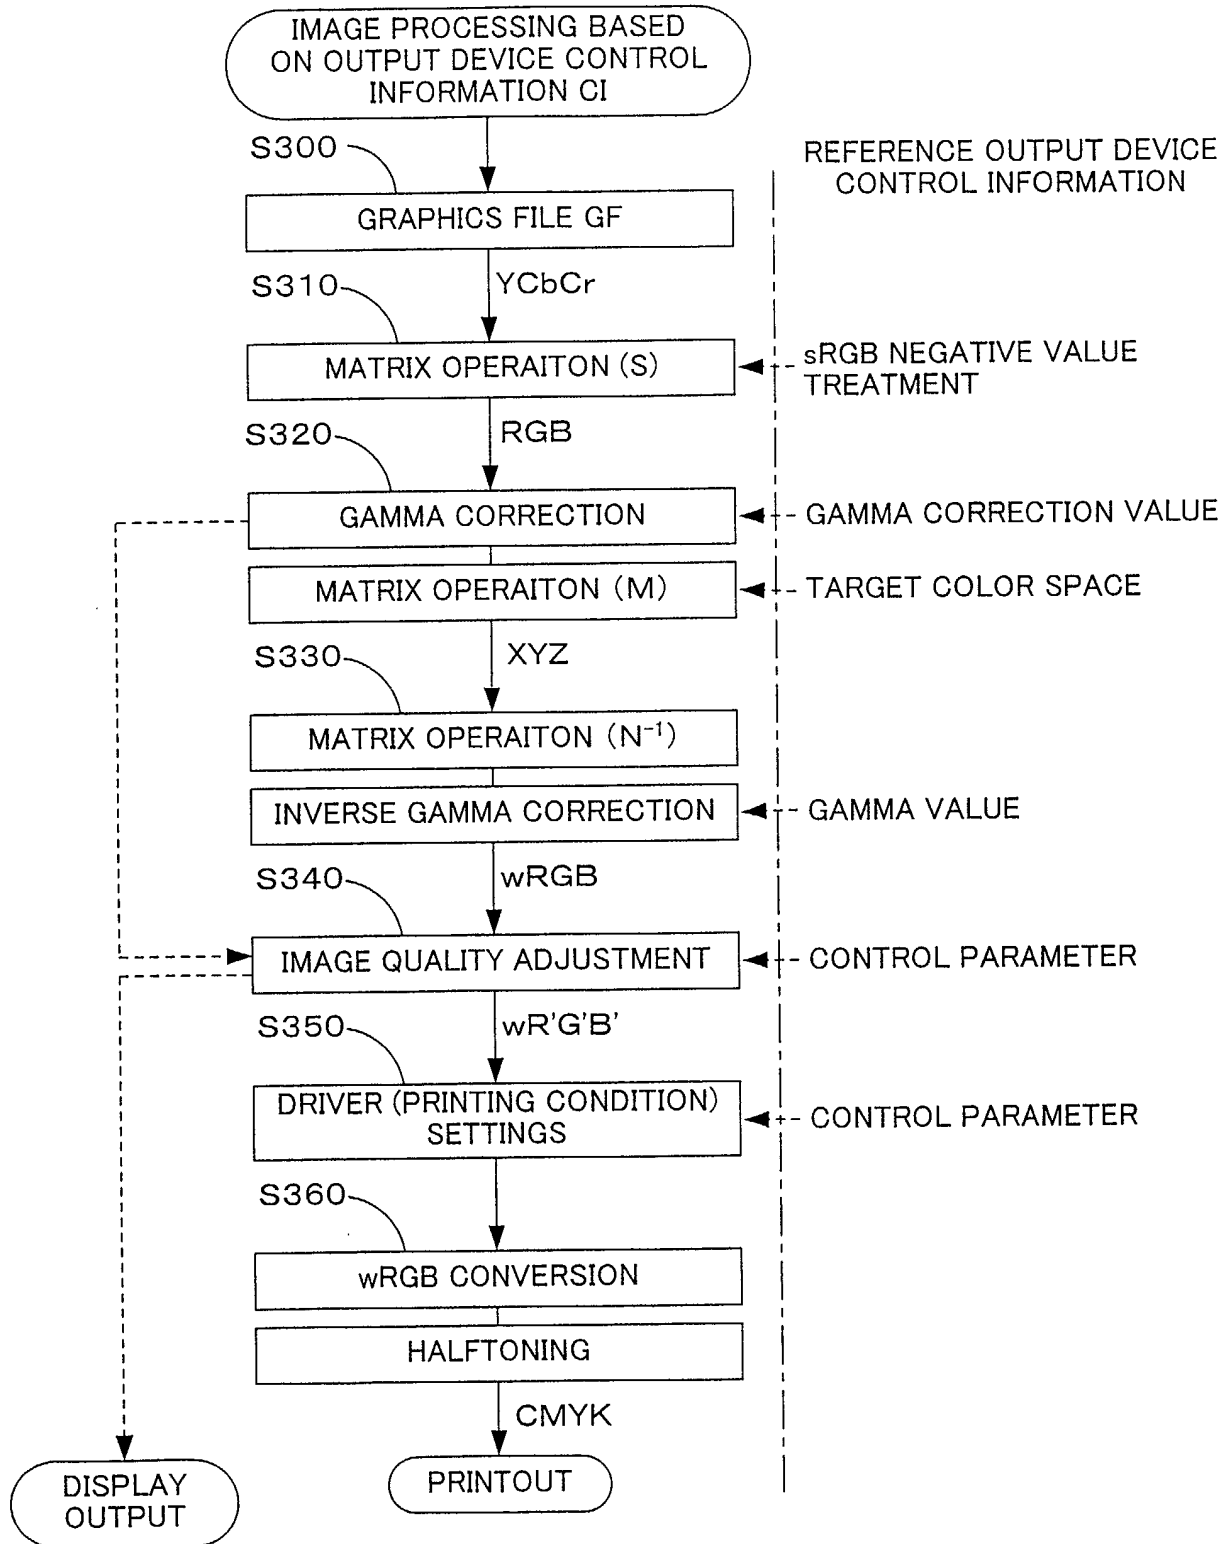 IMAGE PROCESSING BASED
ON OUTPUT DEVICE CONTROL
INFORMATION CI
S300
REFERENCE OUTPUT DEVICE
CONTROL INFORMATION
GRAPHICS FILE GF
S310
YCbCr
MATRIX OPERAITON (S)
sRGB NEGATIVE VALUE
TREATMENT
S320
RGB
GAMMA CORRECTION
GAMMA CORRECTION VALUE
MATRIX OPERAITON (M)
TARGET COLOR SPACE
S330
XYZ
MATRIX OPERAITON (N⁻¹)
INVERSE GAMMA CORRECTION
GAMMA VALUE
S340
wRGB
IMAGE QUALITY ADJUSTMENT
CONTROL PARAMETER
S350
wR'G'B'
DRIVER (PRINTING CONDITION)
SETTINGS
CONTROL PARAMETER
S360
wRGB CONVERSION
HALFTONING
CMYK
DISPLAY
OUTPUT
PRINTOUT